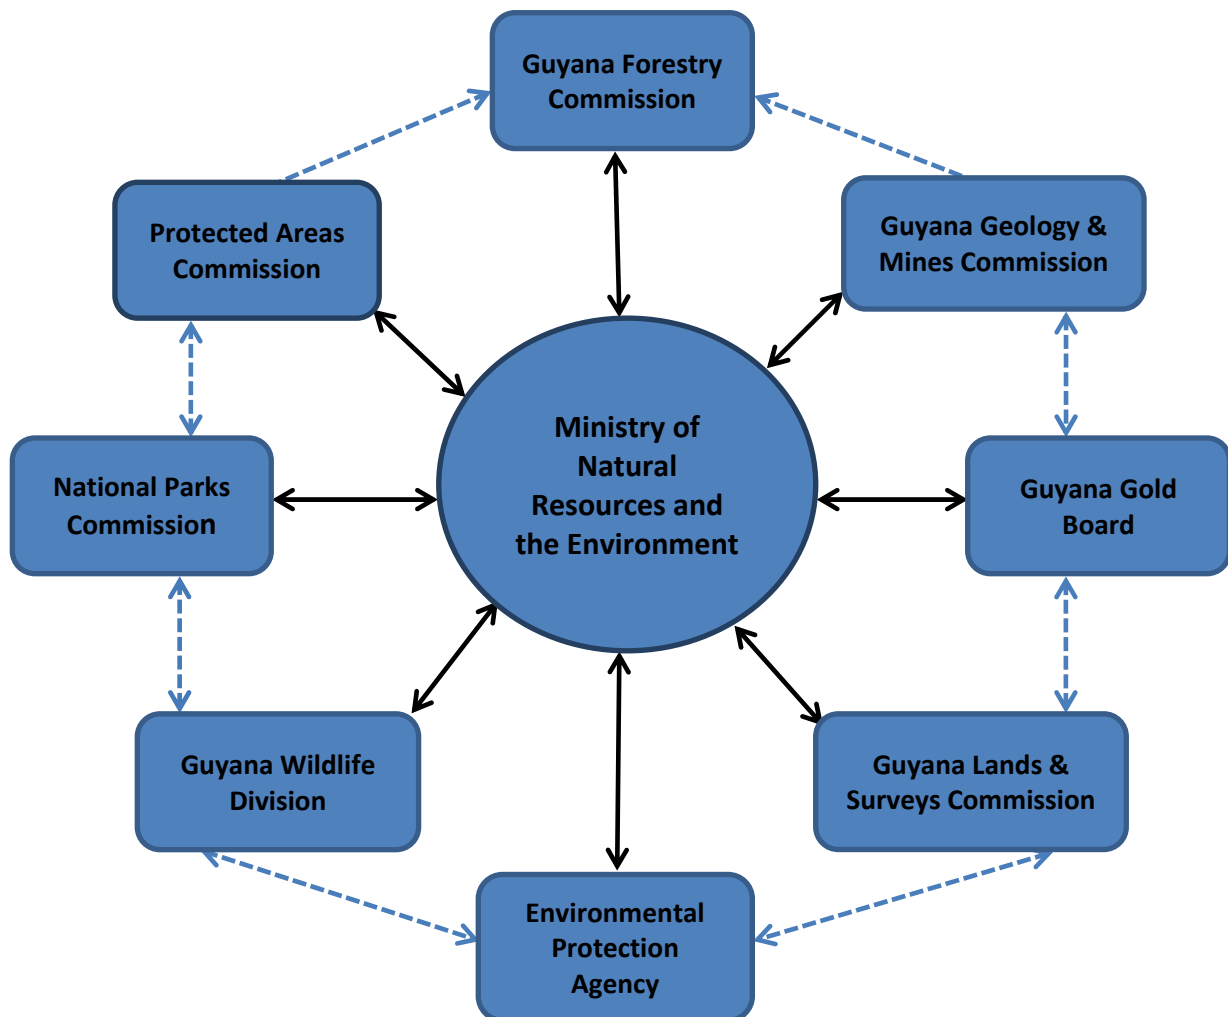 Guyana Forestry
Commission
Protected Areas
Commission
Guyana Geology &
Mines Commission
Ministry of
Natural
Resources and
the Environment
National Parks
Commission
Guyana Gold
Board
Guyana Wildlife
Division
Guyana Lands &
Surveys Commission
Environmental
Protection
Agency